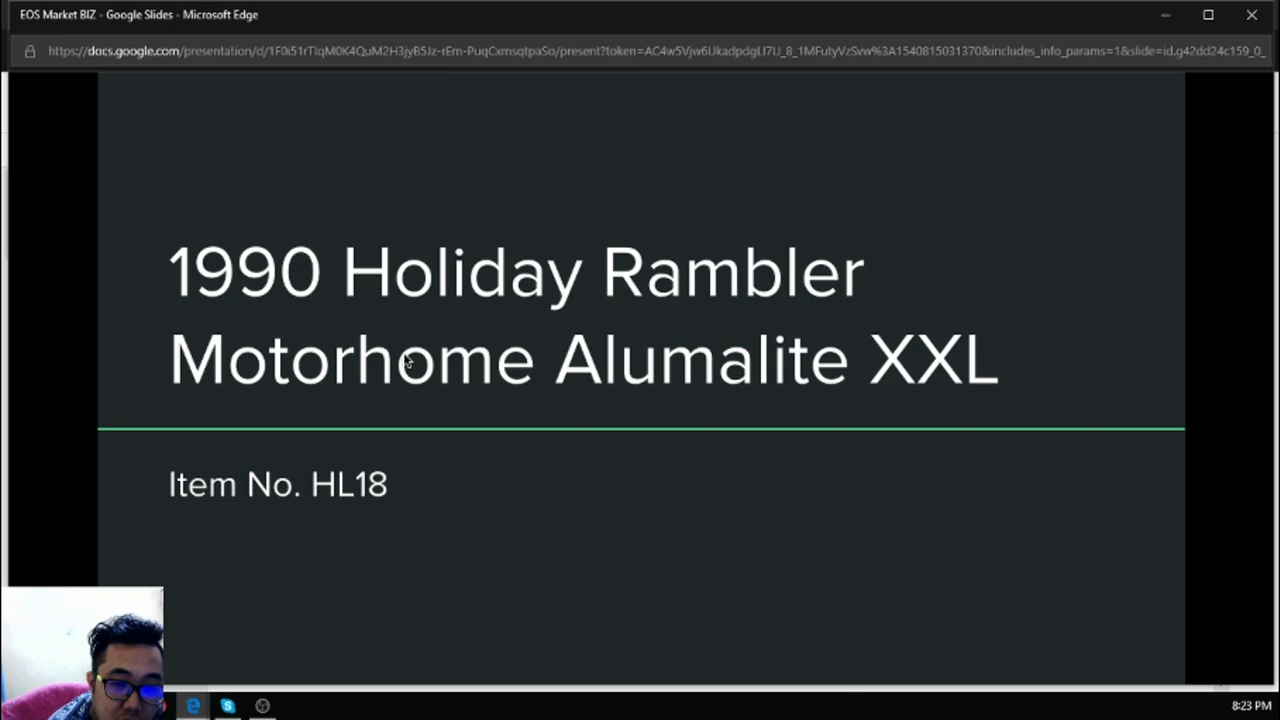 EOS Market BIZ - Google Slides - Microsoft Edge
1990 Holiday Rambler
Motorhome Alumalite XXL
Item No. HL18
8:23 PM